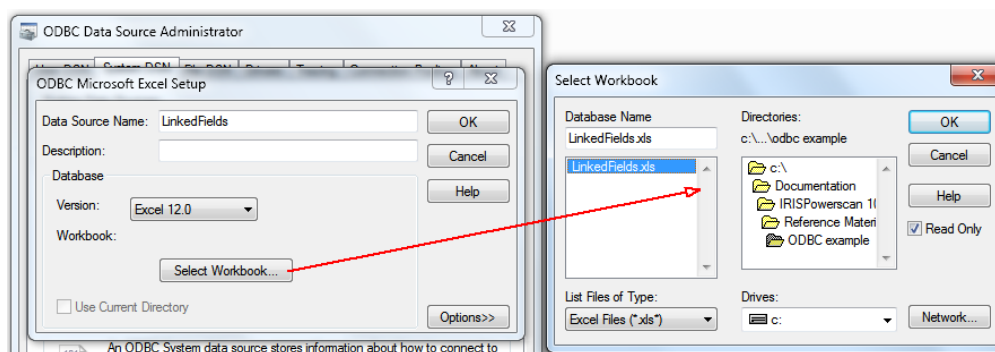 ODBC Data Source Administrator
System DSN
ODBC Microsoft Excel Setup
Data Source Name: LinkedFields
OK
Description:
Cancel
Database
Help
Version: Excel 12.0
Workbook:
Select Workbook...
Use Current Directory
Options>>
An ODBC System data source stores information about how to connect to
Select Workbook
Database Name
Directories:
OK
LinkedFields.xls
c:\...\odbc example
Cancel
LinkedFields.xls
c:\
Documentation
Help
IRISPowerscan 10
Reference Materi
Read Only
ODBC example
List Files of Type:
Drives:
Excel Files (*.xls*)
c:
Network...